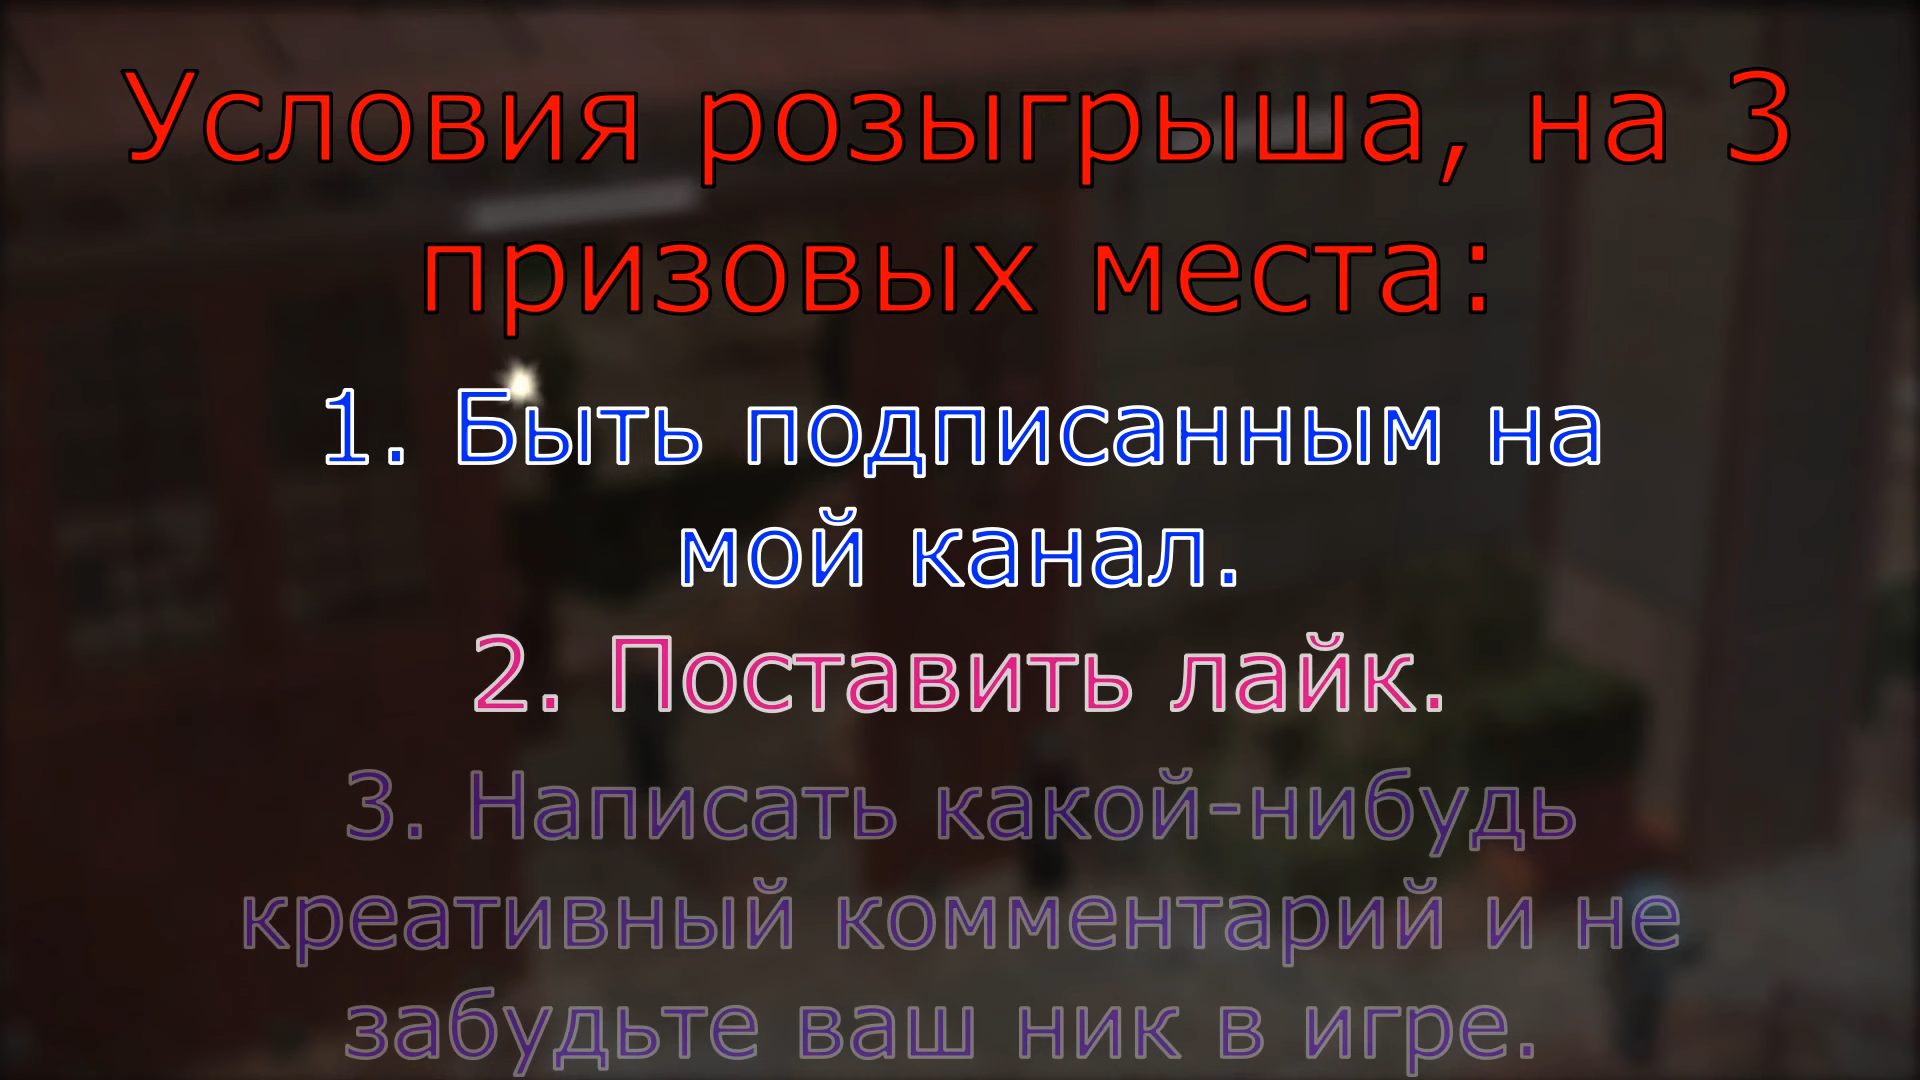 Условия розыгрыша, на 3
призовых места:
1. Быть подписанным на
мой канал.
2. Поставить лайк.
3. Написать какой-нибудь
креативный комментарий и не
забудьте ваш ник в игре.